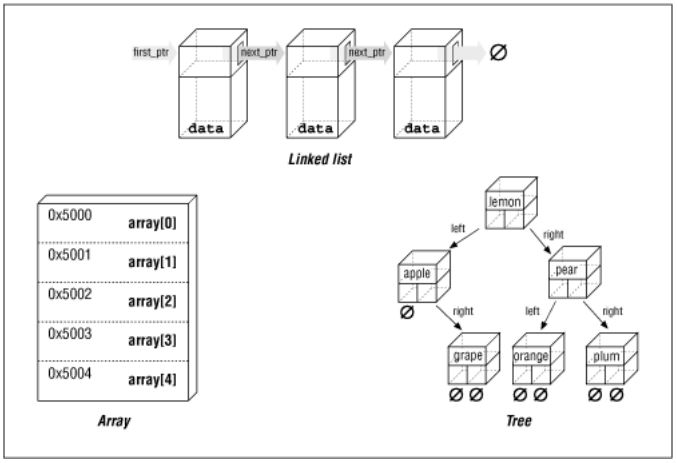 first_ptr next_ptr next_ptr Ø
data data data
Linked list
0x5000 array[0]
0x5001 array[1]
0x5002 array[2]
0x5003 array[3]
0x5004 array[4]
Array
lemon
left right
apple pear
Ø right left right
grape orange plum
Ø Ø Ø Ø Ø Ø
Tree